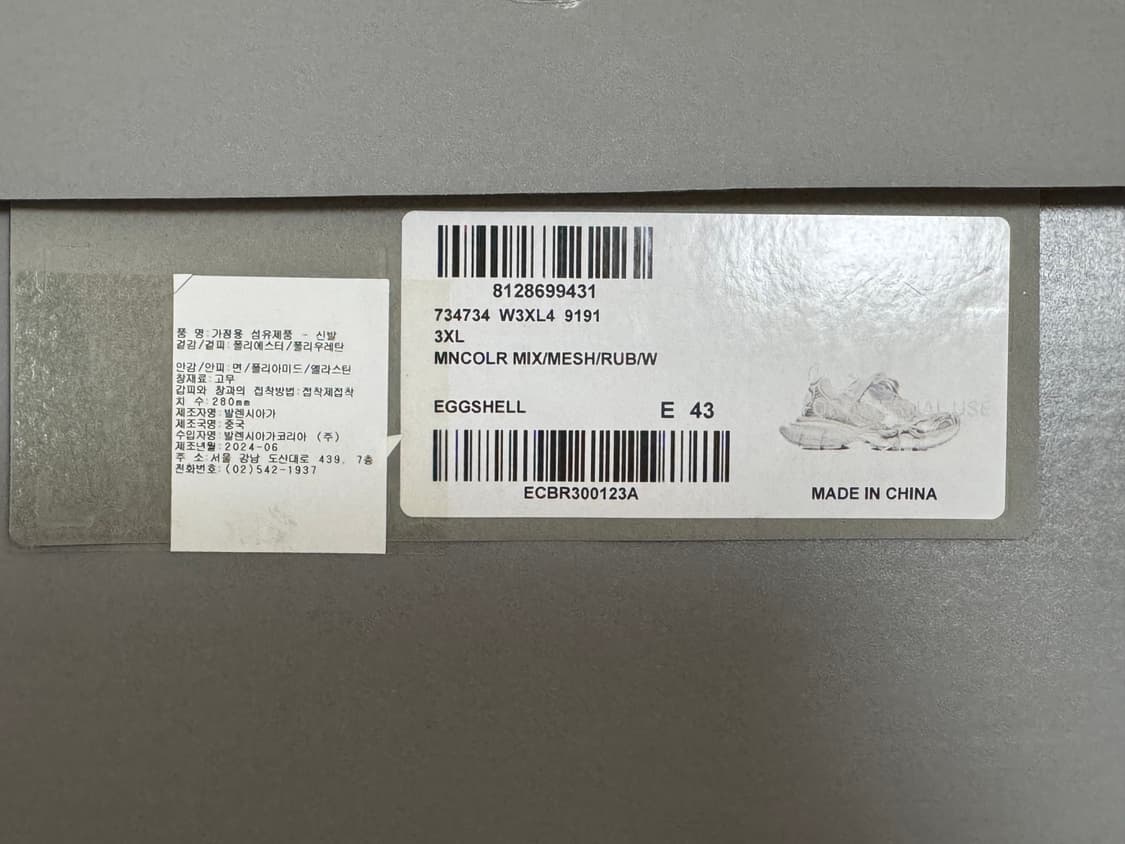 품 명:가정용 섬유제품 - 신발
겉감/겉피:폴리에스터/폴리우레탄
안감/안피:면/폴리아미드/엘라스틴
창재료:고무
갑피와 창과의 접착방법:접착제접착
치 수:280mm
제조자명:발렌시아가
제조국명:중국
수입자명:발렌시아가코리아 (주)
제조년월:2024-06
주 소:서울 강남 도산대로 439, 7층
전화번호:(02)542-1937
8128699431
734734 W3XL4 9191
3XL
MNCOLR MIX/MESH/RUB/W
EGGSHELL E 43
ECBR300123A
MADE IN CHINA